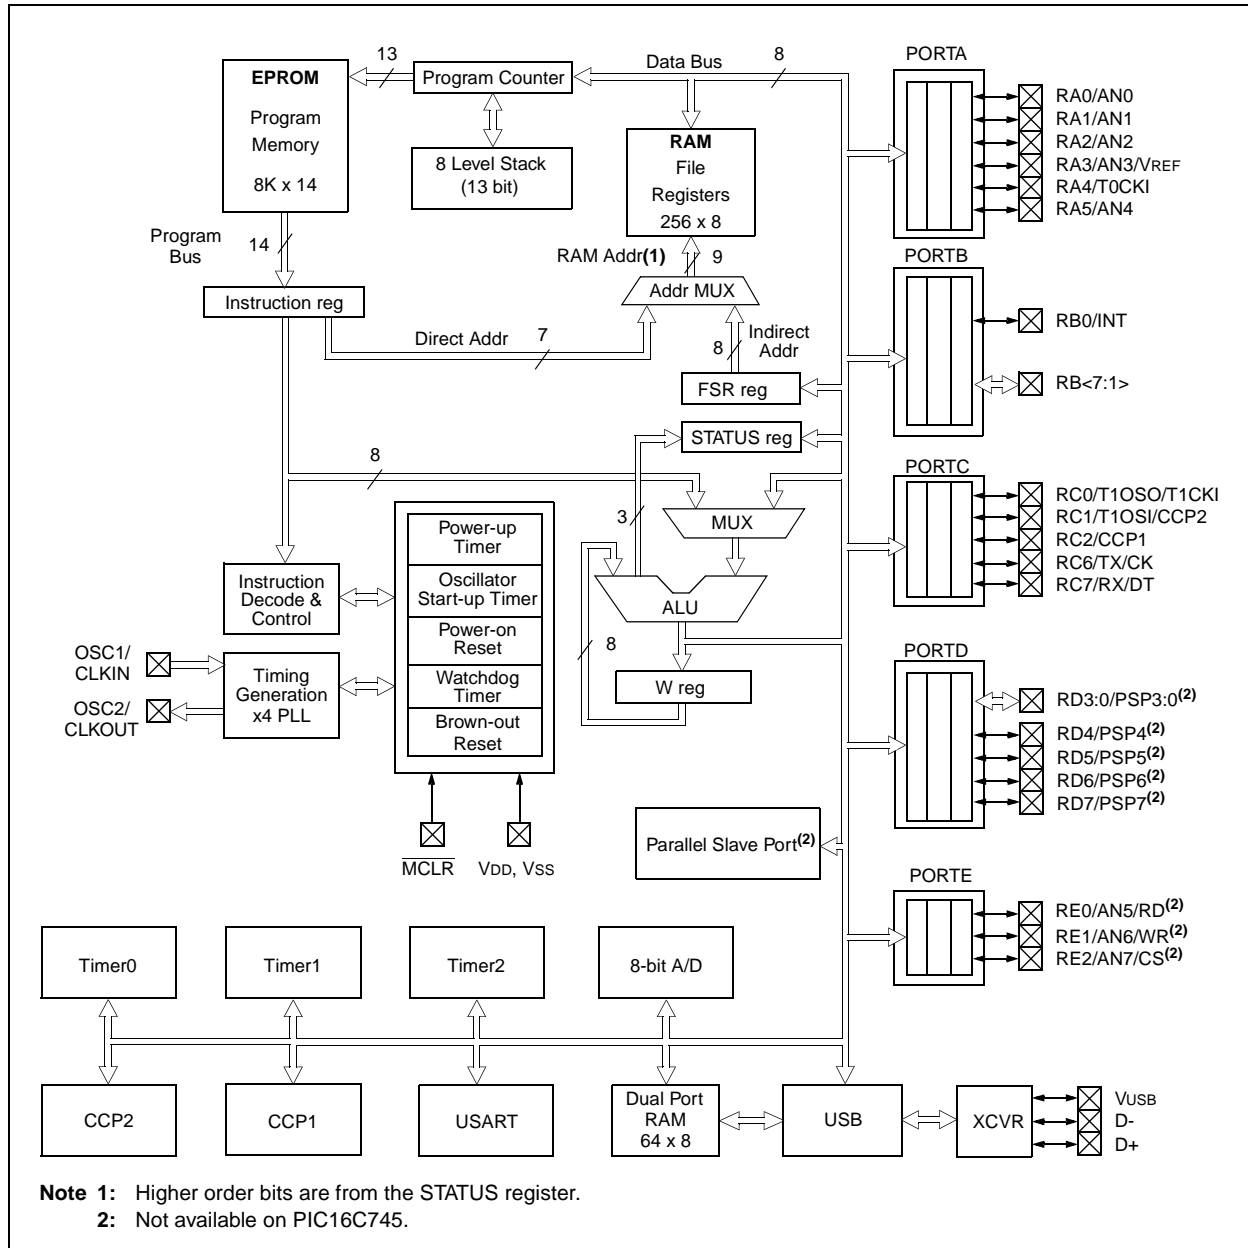 13
Data Bus
8
PORTA
EPROM
Program
Memory
8K x 14
Program Counter
8 Level Stack
(13 bit)
RAM
File
Registers
256 x 8
RA0/AN0
RA1/AN1
RA2/AN2
RA3/AN3/VREF
RA4/T0CKI
RA5/AN4
Program
Bus
14
RAM Addr(1)
9
PORTB
Instruction reg
Addr MUX
Direct Addr
7
8
Indirect
Addr
RB0/INT
RB<7:1>
FSR reg
STATUS reg
8
PORTC
RC0/T1OSO/T1CKI
RC1/T1OSI/CCP2
RC2/CCP1
RC6/TX/CK
RC7/RX/DT
3
MUX
Power-up
Timer
Oscillator
Start-up Timer
Power-on
Reset
Watchdog
Timer
Brown-out
Reset
Instruction
Decode &
Control
ALU
8
W reg
OSC1/
CLKIN
OSC2/
CLKOUT
Timing
Generation
x4 PLL
PORTD
RD3:0/PSP3:0(2)
RD4/PSP4(2)
RD5/PSP5(2)
RD6/PSP6(2)
RD7/PSP7(2)
MCLR
VDD, VSS
Parallel Slave Port(2)
PORTE
RE0/AN5/RD(2)
RE1/AN6/WR(2)
RE2/AN7/CS(2)
Timer0
Timer1
Timer2
8-bit A/D
CCP2
CCP1
USART
Dual Port
RAM
64 x 8
USB
XCVR
VUSB
D-
D+
Note 1: Higher order bits are from the STATUS register.
2: Not available on PIC16C745.